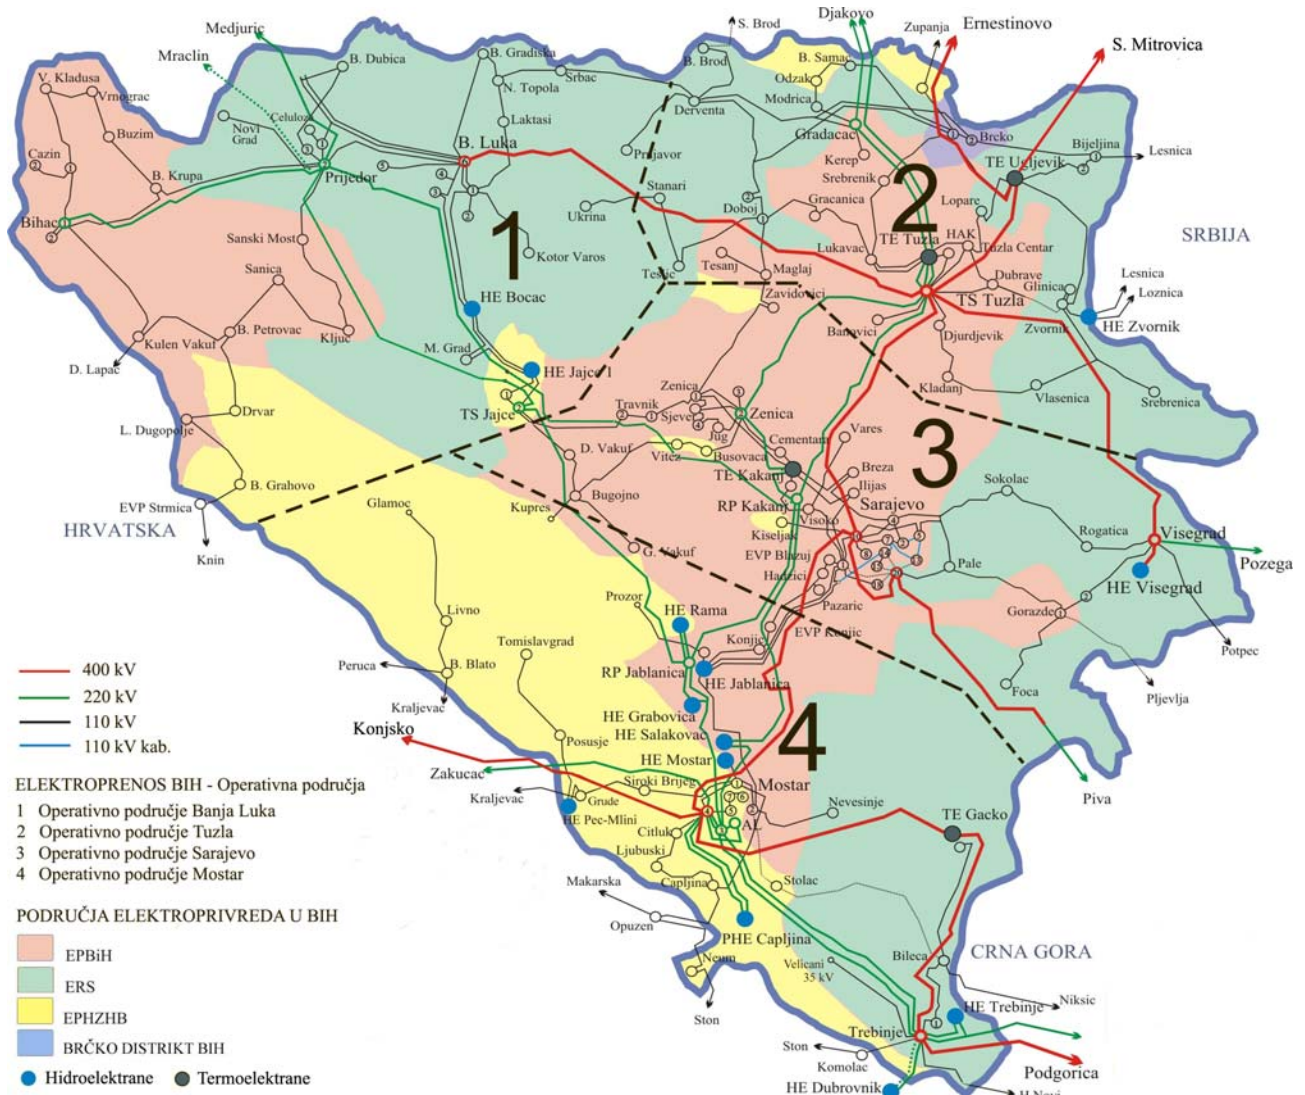 Medjuric
Mraclin
S. Brod
Djakovo
Zupanja
Ernestinovo
S. Mitrovica
B. Dubica
B. Gradiska
Srbac
N. Topola
B. Brod
B. Samac
Odzak
Modrica
Derventa
V. Kladusa
Vrnograc
Buzim
Novi
Grad
Celuloza
Laktasi
B. Luka
Gradacac
Brcko
Bijeljina
Lesnica
Cazin
B. Krupa
Prijedor
Prnjavor
Kerep
TE Ugljevik
Srebrenik
Stanari
Bihac
Ukrina
Doboj
Gracanica
Lopare
Sanski Most
1
2
SRBIJA
Sanica
Kotor Varos
Teslic
Tesanj
Maglaj
Lukavac
TE Tuzla
HAK
Tuzla Centar
Dubrave
Glinica
Lesnica
Loznica
HE Bocac
Zavidovici
TS Tuzla
Zvornik
HE Zvornik
B. Petrovac
Kulen Vakuf
Kljuc
Banovici
Djurdjevik
D. Lapac
M. Grad
HE Jajce 1
Kladanj
Vlasenica
Srebrenica
Drvar
TS Jajce
Travnik
Zenica
Sjever
Zenica
L. Dugopolje
Jug
Cementara
Vares
3
D. Vakuf
Vitez
Busovaca
TE Kakanj
Breza
Ilijas
Sokolac
B. Grahovo
EVP Strmica
Glamoc
Bugojno
Kupres
RP Kakanj
Visoko
Sarajevo
HRVATSKA
Knin
Kiseljak
Rogatica
Visegrad
Pozega
G. Vakuf
EVP Blazuj
Hadzici
Pale
HE Visegrad
Prozor
Pazaric
Gorazde
Livno
HE Rama
EVP Konjic
Konjic
Potpec
Tomislavgrad
400 kV
220 kV
110 kV
110 kV kab.
Peruca
B. Blato
RP Jablanica
HE Jablanica
Foca
Pljevlja
Kraljevac
HE Grabovica
HE Salakovac
4
Konjsko
Posusje
HE Mostar
Zakucac
Siroki Brijeg
Mostar
Piva
Kraljevac
Grude
HE Pec-Mlini
Nevesinje
TE Gacko
Citluk
AL
Ljubuski
ELEKTROPRENOS BIH - Operativna područja
1 Operativno područje Banja Luka
2 Operativno područje Tuzla
3 Operativno područje Sarajevo
4 Operativno područje Mostar
Makarska
Capljina
Stolac
Opuzen
PHE Capljina
PODRUČJA ELEKTROPRIVREDA U BIH
EPBiH
ERS
EPHZHB
BRČKO DISTRIKT BIH
Hidroelektrane
Termoelektrane
Neum
Ston
Velicani
35 kV
Bileca
CRNA GORA
Niksic
HE Trebinje
Trebinje
Ston
Komolac
Podgorica
HE Dubrovnik